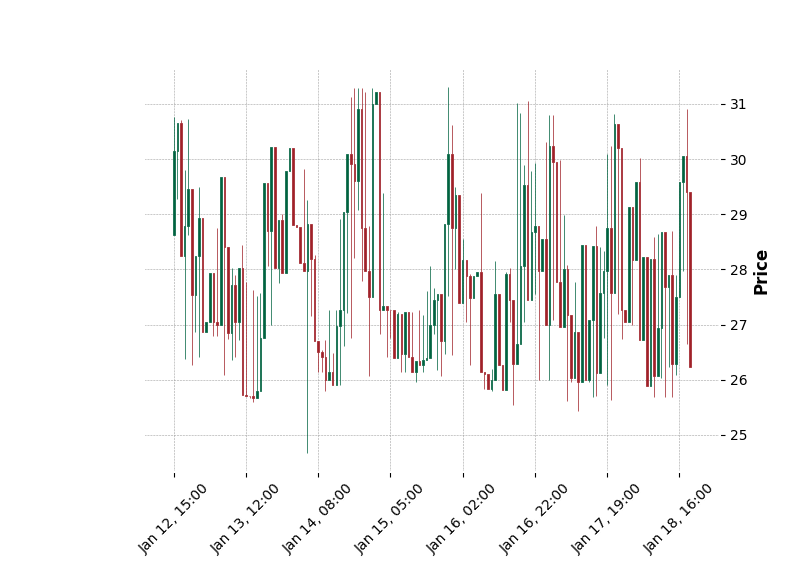 31
30
29
28
27
26
25
Price
Jan 12, 15:00
Jan 13, 12:00
Jan 14, 08:00
Jan 15, 05:00
Jan 16, 02:00
Jan 16, 22:00
Jan 17, 19:00
Jan 18, 16:00